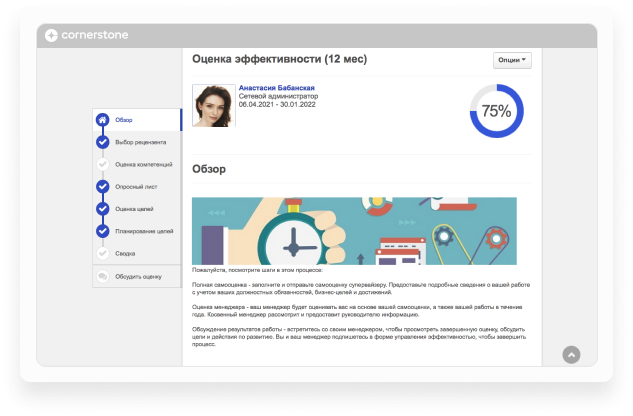 cornerstone
Оценка эффективности (12 мес)
Опции
Анастасия Бабанская
Сетевой администратор
06.04.2021 - 30.01.2022
75%
Обзор
Выбор рецензента
Оценка компетенций
Опросный лист
Оценка целей
Планирование целей
Сводка
Обсудить оценку
Обзор
Пожалуйста, посмотрите шаги в этом процессе:
Полная самооценка - заполните и отправьте самооценку супервайзеру. Предоставьте подробные сведения о вашей работе
с учетом ваших должностных обязанностей, бизнес-целей и достижений.
Оценка менеджера - ваш менеджер будет оценивать вас на основе вашей самооценки, а также вашей работы в течение
года. Косвенный менеджер рассмотрит и предоставит руководителю информацию.
Обсуждение результатов работы - встретитесь со своим менеджером, чтобы просмотреть завершенную оценку, обсудить
цели и действия по развитию. Вы и ваш менеджер подпишетесь в форме управления эффективностью, чтобы завершить
процесс.